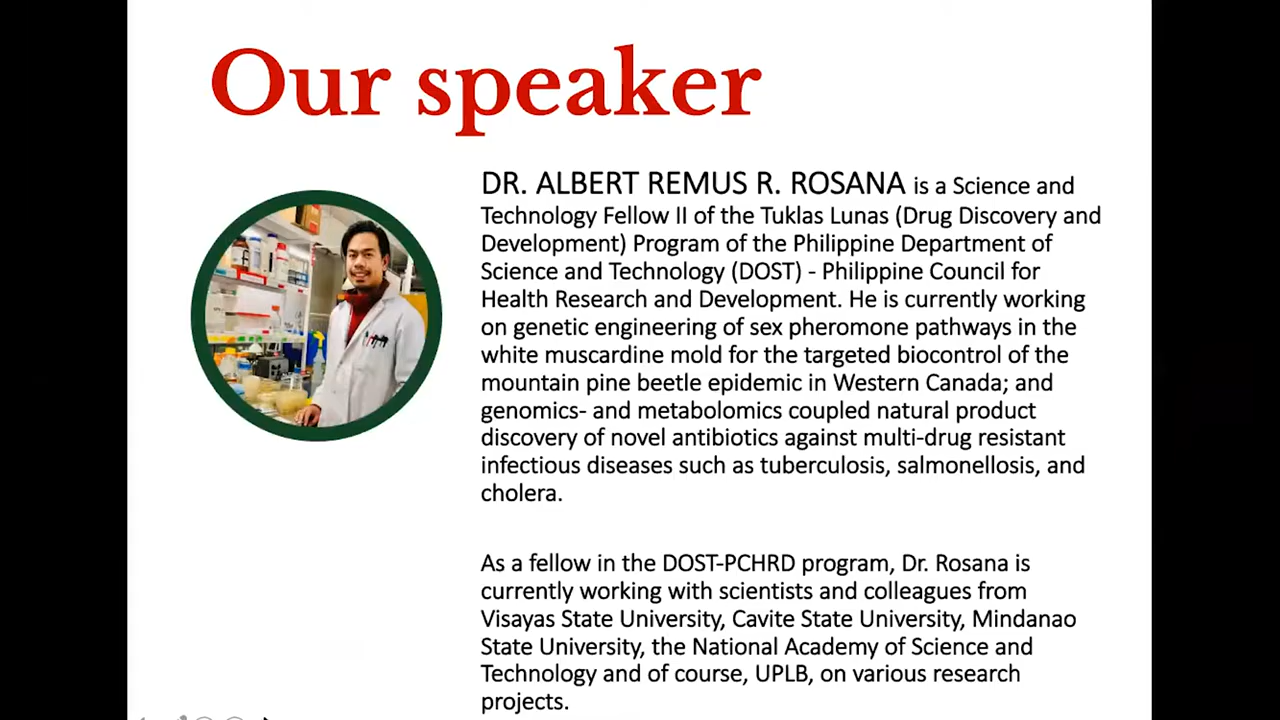 Our speaker
DR. ALBERT REMUS R. ROSANA is a Science and
Technology Fellow II of the Tuklas Lunas (Drug Discovery and
Development) Program of the Philippine Department of
Science and Technology (DOST) - Philippine Council for
Health Research and Development. He is currently working
on genetic engineering of sex pheromone pathways in the
white muscardine mold for the targeted biocontrol of the
mountain pine beetle epidemic in Western Canada; and
genomics- and metabolomics coupled natural product
discovery of novel antibiotics against multi-drug resistant
infectious diseases such as tuberculosis, salmonellosis, and
cholera.
As a fellow in the DOST-PCHRD program, Dr. Rosana is
currently working with scientists and colleagues from
Visayas State University, Cavite State University, Mindanao
State University, the National Academy of Science and
Technology and of course, UPLB, on various research
projects.